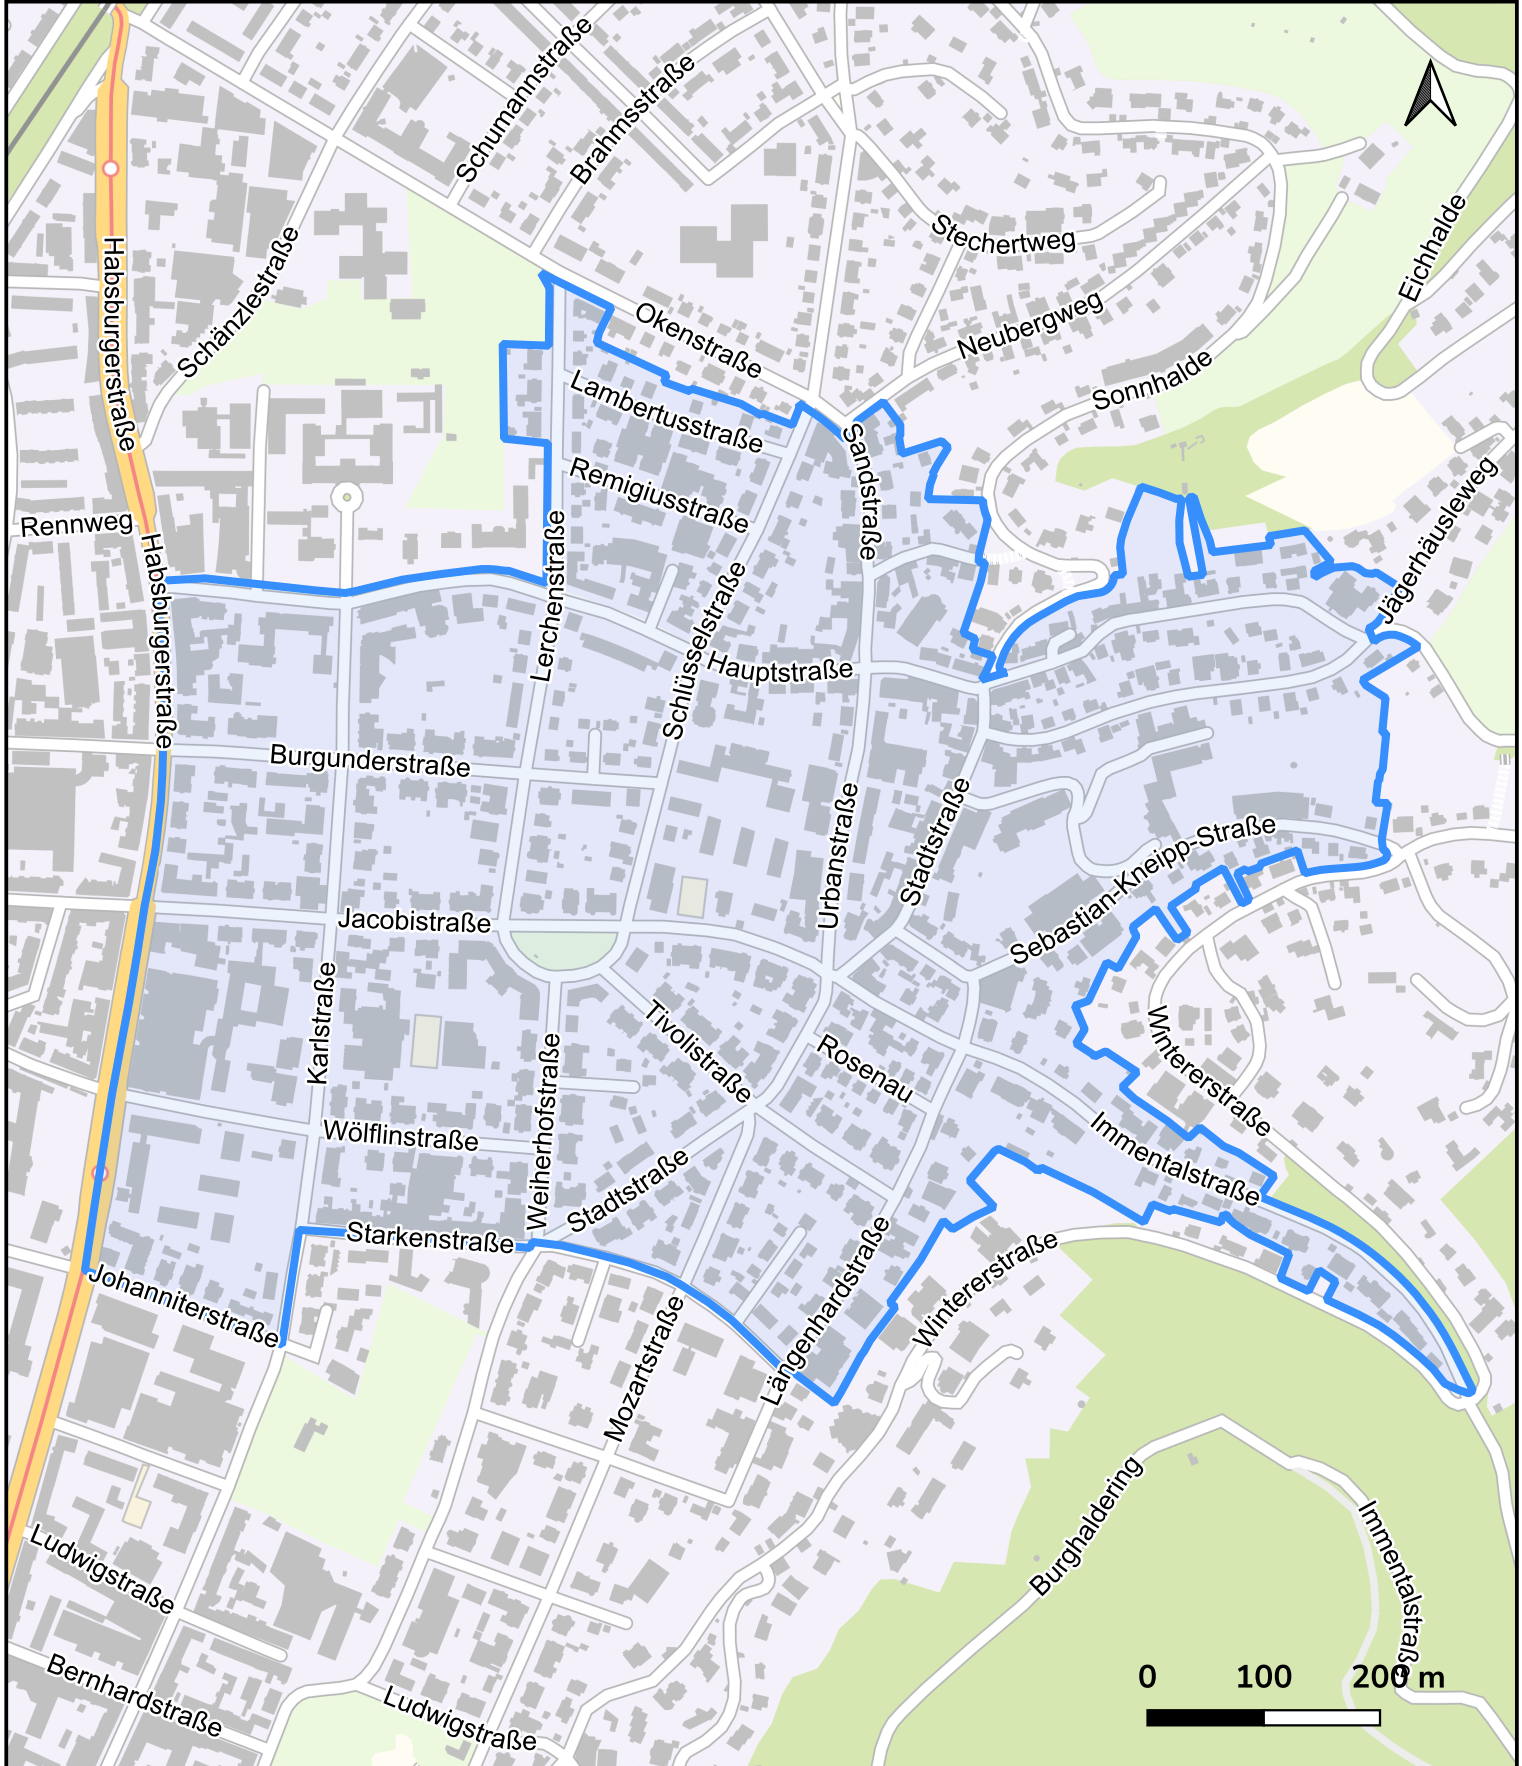 Schumannstraße
Brahmsstraße
Habsburgerstraße
Schänzlestraße
Stechertweg
Eichhalde
Okenstraße
Neubergweg
Sonnhalde
Lambertusstraße
Sandstraße
Remigiusstraße
Rennweg
Jägerhäusleweg
Habsburgerstraße
Lerchenstraße
Schlüsselstraße
Hauptstraße
Burgunderstraße
Urbanstraße
Stadtstraße
Sebastian-Kneipp-Straße
Jacobistraße
Karlstraße
Tivolistraße
Rosenau
Wintererstraße
Weiherhofstraße
Wölflinstraße
Immentalstraße
Stadtstraße
Starkenstraße
Längenhardstraße
Wintererstraße
Johanniterstraße
Mozartstraße
Burghaldering
Immentalstraße
Ludwigstraße
Bernhardstraße
Ludwigstraße
0 100 200 m